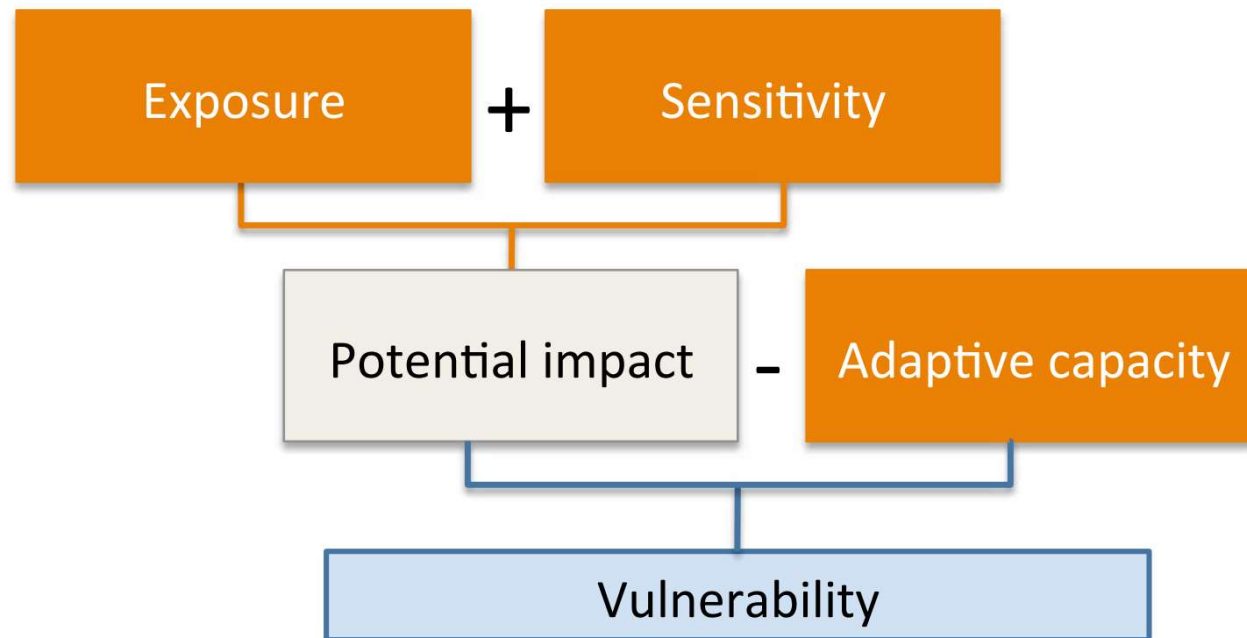 Exposure + Sensitivity
Potential impact - Adaptive capacity
Vulnerability